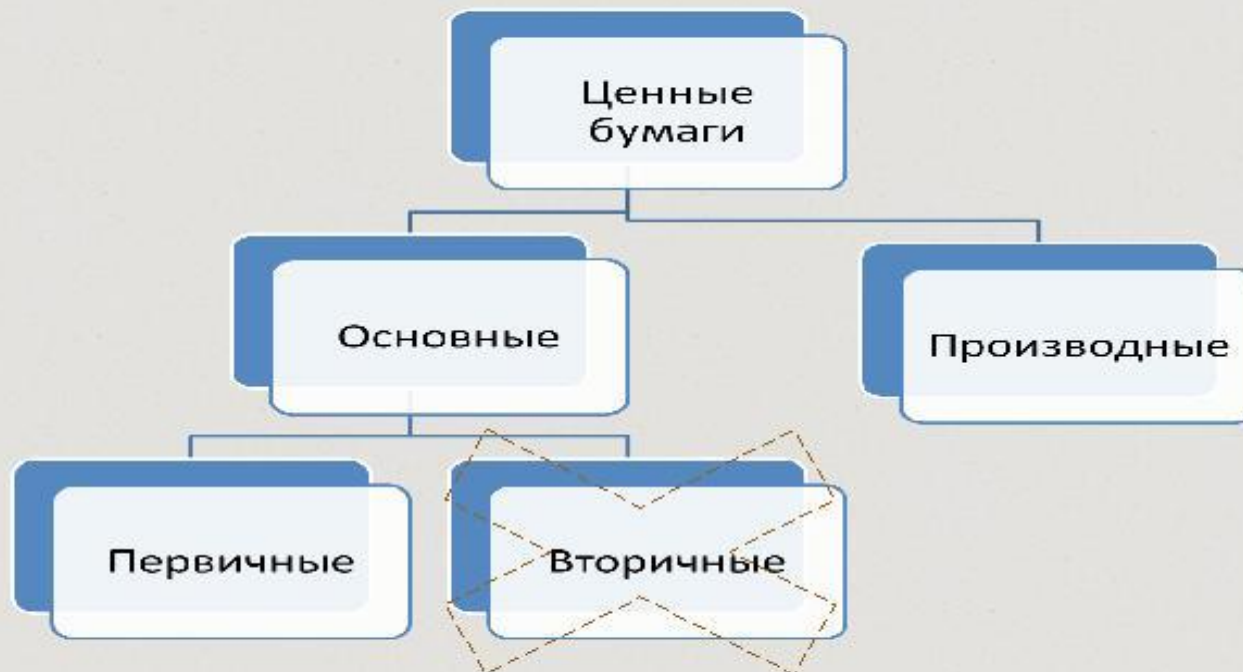 Ценные
бумаги
Основные
Производные
Первичные
Вторичные